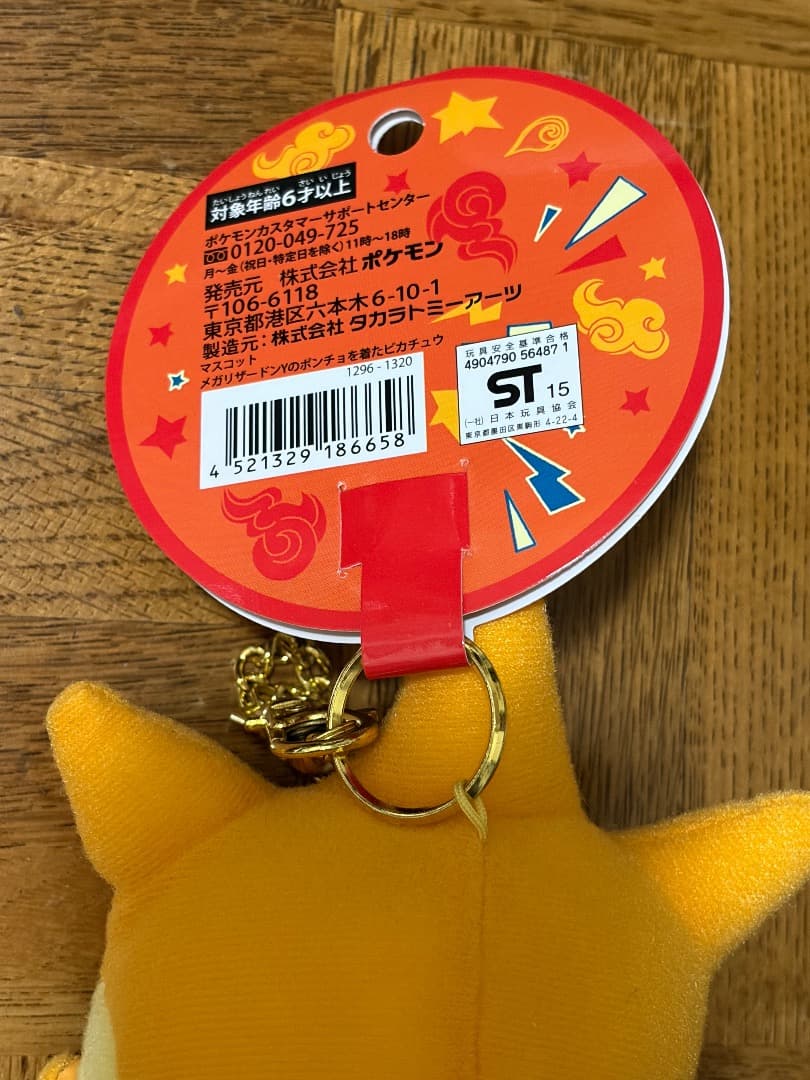 たいしょうねんれい さいいじょう
対象年齢6才以上
ポケモンカスタマーサポートセンター
0120-049-725
月〜金(祝日・特定日を除く)11時〜18時
発売元 株式会社ポケモン
〒106-6118
東京都港区六本木6-10-1
製造元:株式会社タカラトミーアーツ
マスコット
メガリザードンYのポンチョを着たピカチュウ
1296-1320
4 521329 186658
玩具安全基準合格
4904790 56487 1
ST 15
(一社)日本玩具協会
東京都墨田区東駒形 4-22-4